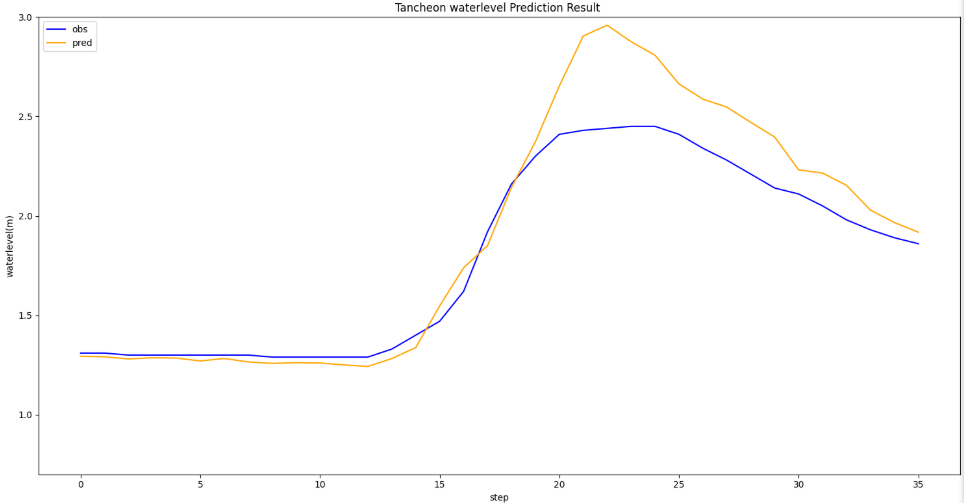 Tancheon waterlevel Prediction Result
obs
pred
3.0
2.5
2.0
1.5
1.0
waterlevel(m)
0 5 10 15 20 25 30 35
step